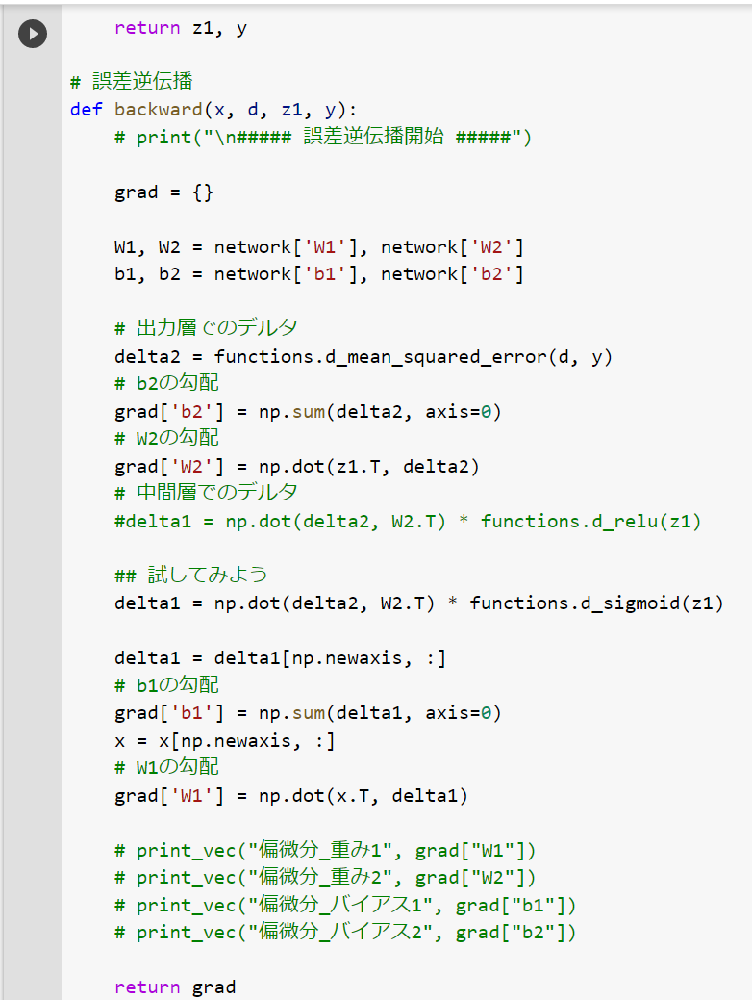 return z1, y

# 誤差逆伝播
def backward(x, d, z1, y):
    # print("\n##### 誤差逆伝播開始 #####")

    grad = {}

    W1, W2 = network['W1'], network['W2']
    b1, b2 = network['b1'], network['b2']

    # 出力層でのデルタ
    delta2 = functions.d_mean_squared_error(d, y)
    # b2の勾配
    grad['b2'] = np.sum(delta2, axis=0)
    # W2の勾配
    grad['W2'] = np.dot(z1.T, delta2)
    # 中間層でのデルタ
    #delta1 = np.dot(delta2, W2.T) * functions.d_relu(z1)

    ## 試してみよう
    delta1 = np.dot(delta2, W2.T) * functions.d_sigmoid(z1)

    delta1 = delta1[np.newaxis, :]
    # b1の勾配
    grad['b1'] = np.sum(delta1, axis=0)
    x = x[np.newaxis, :]
    # W1の勾配
    grad['W1'] = np.dot(x.T, delta1)

    # print_vec("偏微分_重み1", grad["W1"])
    # print_vec("偏微分_重み2", grad["W2"])
    # print_vec("偏微分_バイアス1", grad["b1"])
    # print_vec("偏微分_バイアス2", grad["b2"])

    return grad